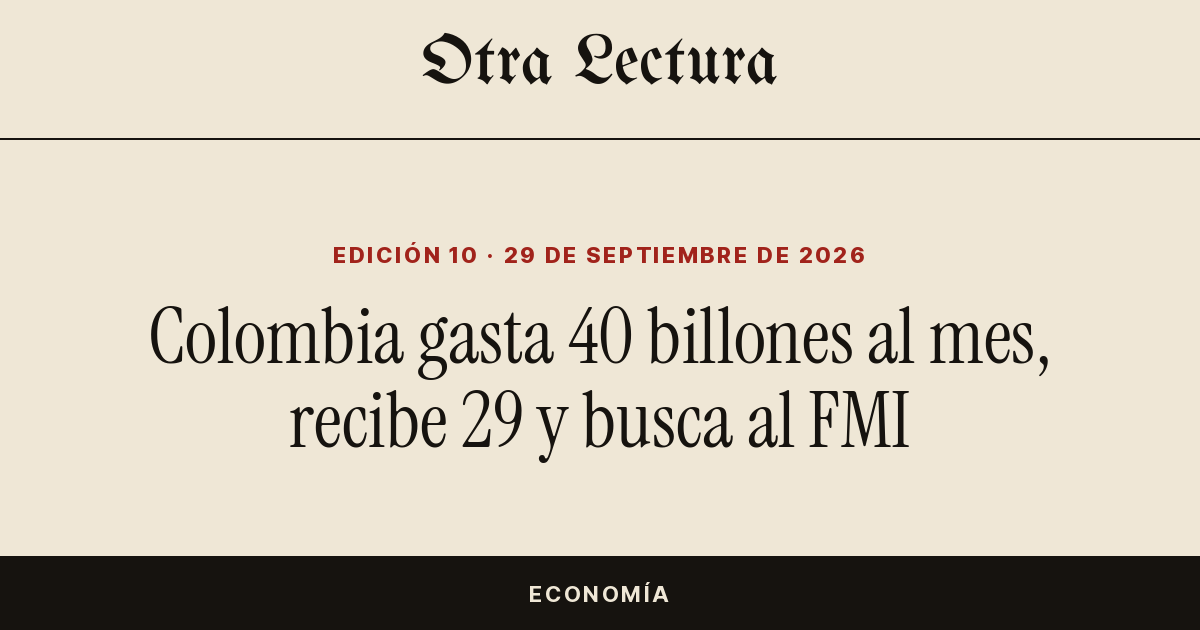 Otra Lectura
EDICIÓN 10 · 29 DE SEPTIEMBRE DE 2026
Colombia gasta 40 billones al mes,
recibe 29 y busca al FMI
ECONOMÍA